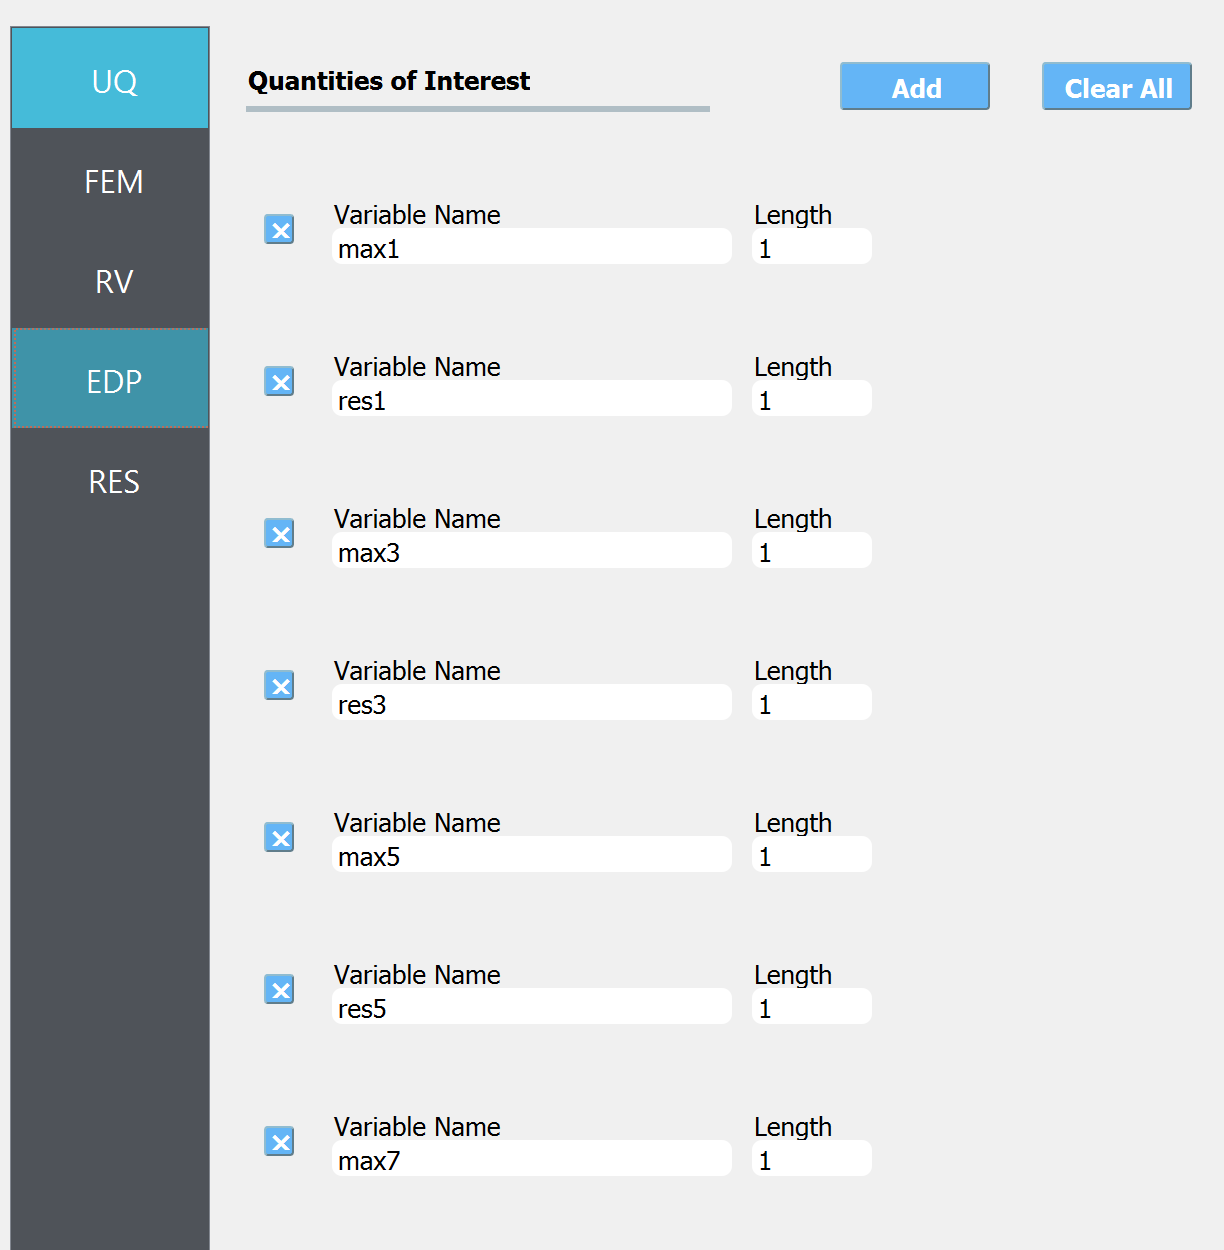 UQ
FEM
RV
EDP
RES
Quantities of Interest
Add
Clear All
Variable Name
Length
max1
1
Variable Name
Length
res1
1
Variable Name
Length
max3
1
Variable Name
Length
res3
1
Variable Name
Length
max5
1
Variable Name
Length
res5
1
Variable Name
Length
max7
1